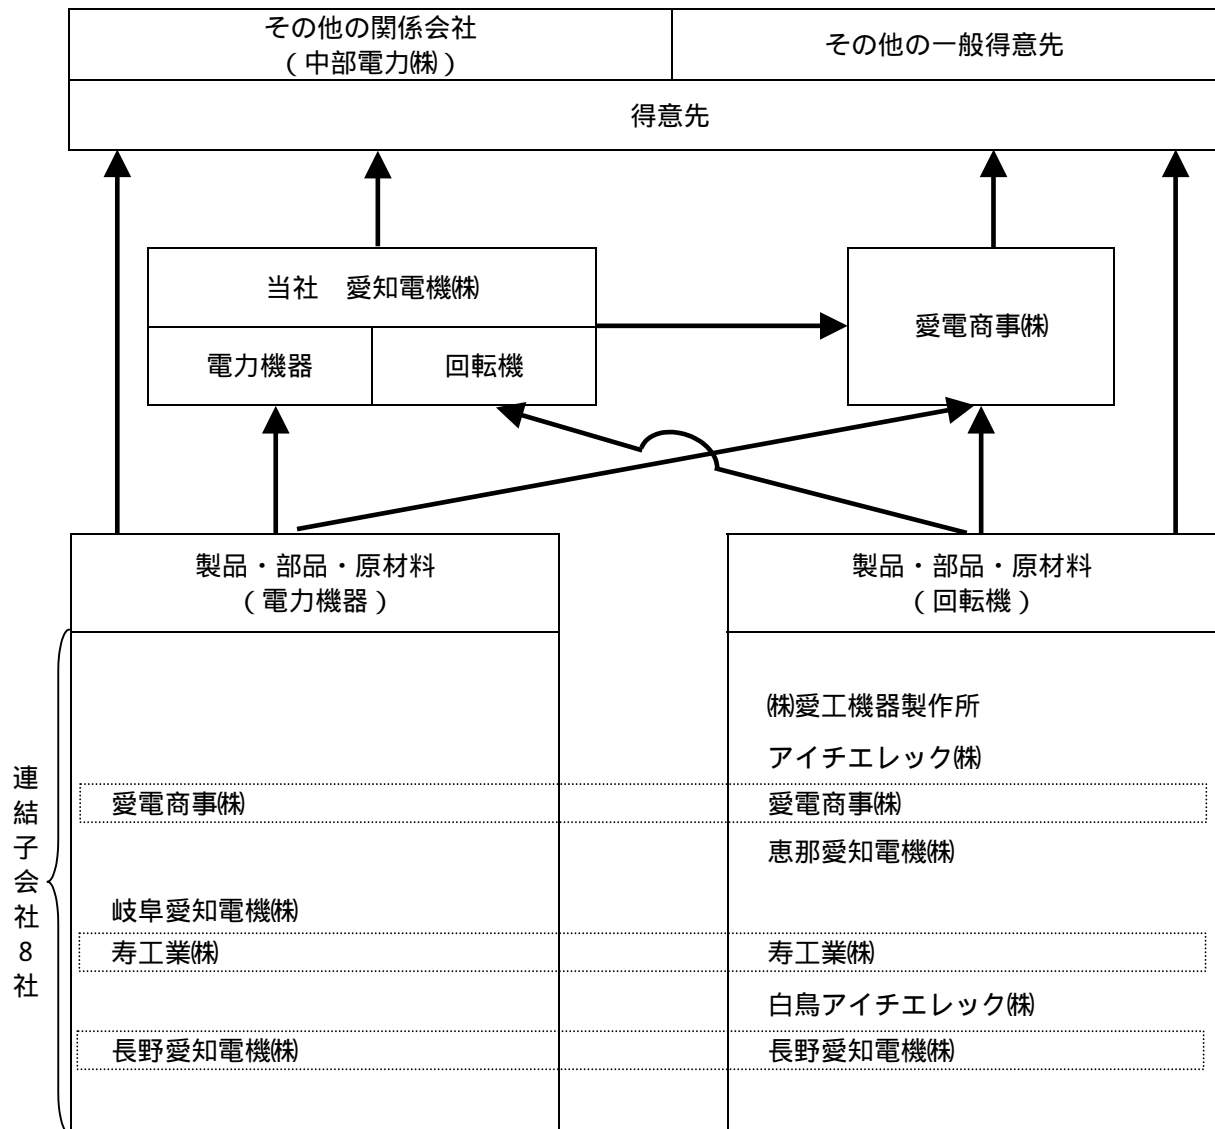 その他の関係会社
(中部電力㈱)
その他の一般得意先
得意先
当社　愛知電機㈱
電力機器
回転機
愛電商事㈱
製品・部品・原材料
(電力機器)
製品・部品・原材料
(回転機)
連結子会社8社
㈱愛工機器製作所
アイチエレック㈱
愛電商事㈱
愛電商事㈱
恵那愛知電機㈱
岐阜愛知電機㈱
寿工業㈱
寿工業㈱
白鳥アイチエレック㈱
長野愛知電機㈱
長野愛知電機㈱